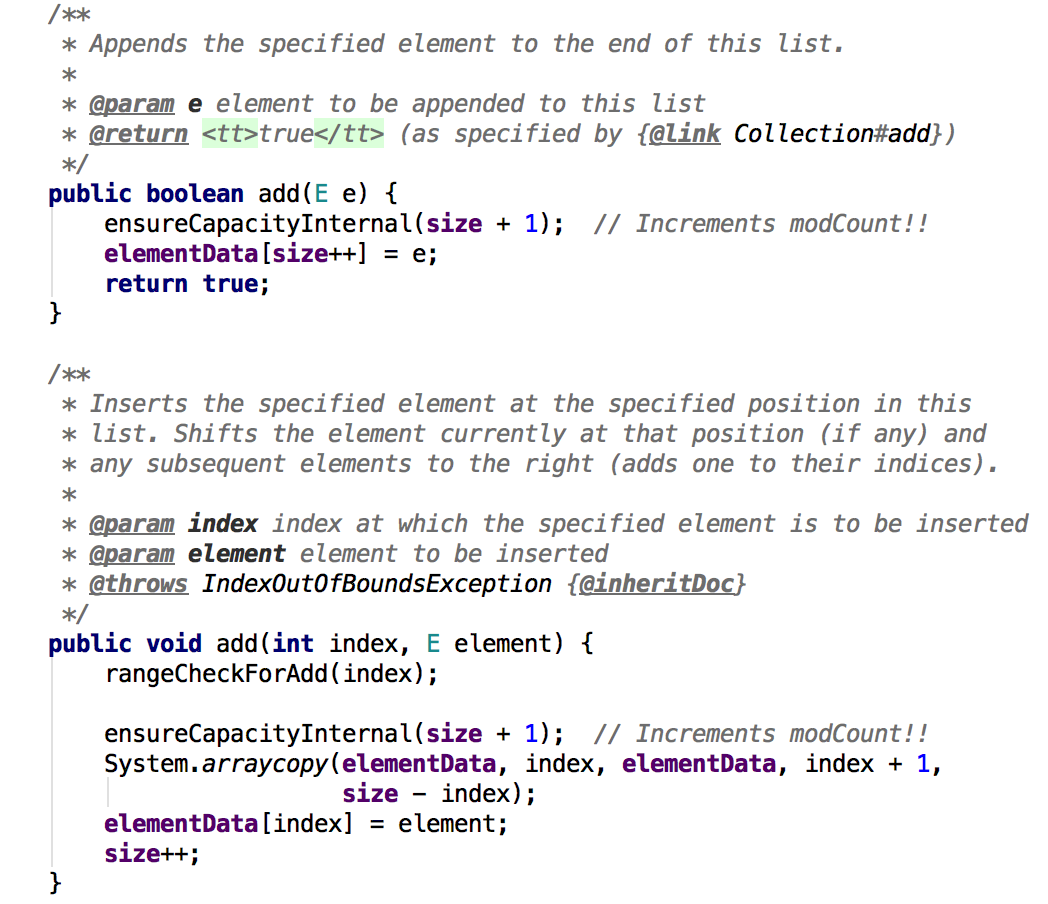 /**
 * Appends the specified element to the end of this list.
 *
 * @param e element to be appended to this list
 * @return <tt>true</tt> (as specified by {@link Collection#add})
 */
public boolean add(E e) {
    ensureCapacityInternal(size + 1);  // Increments modCount!!
    elementData[size++] = e;
    return true;
}

/**
 * Inserts the specified element at the specified position in this
 * list. Shifts the element currently at that position (if any) and
 * any subsequent elements to the right (adds one to their indices).
 *
 * @param index index at which the specified element is to be inserted
 * @param element element to be inserted
 * @throws IndexOutOfBoundsException {@inheritDoc}
 */
public void add(int index, E element) {
    rangeCheckForAdd(index);

    ensureCapacityInternal(size + 1);  // Increments modCount!!
    System.arraycopy(elementData, index, elementData, index + 1,
                     size - index);
    elementData[index] = element;
    size++;
}